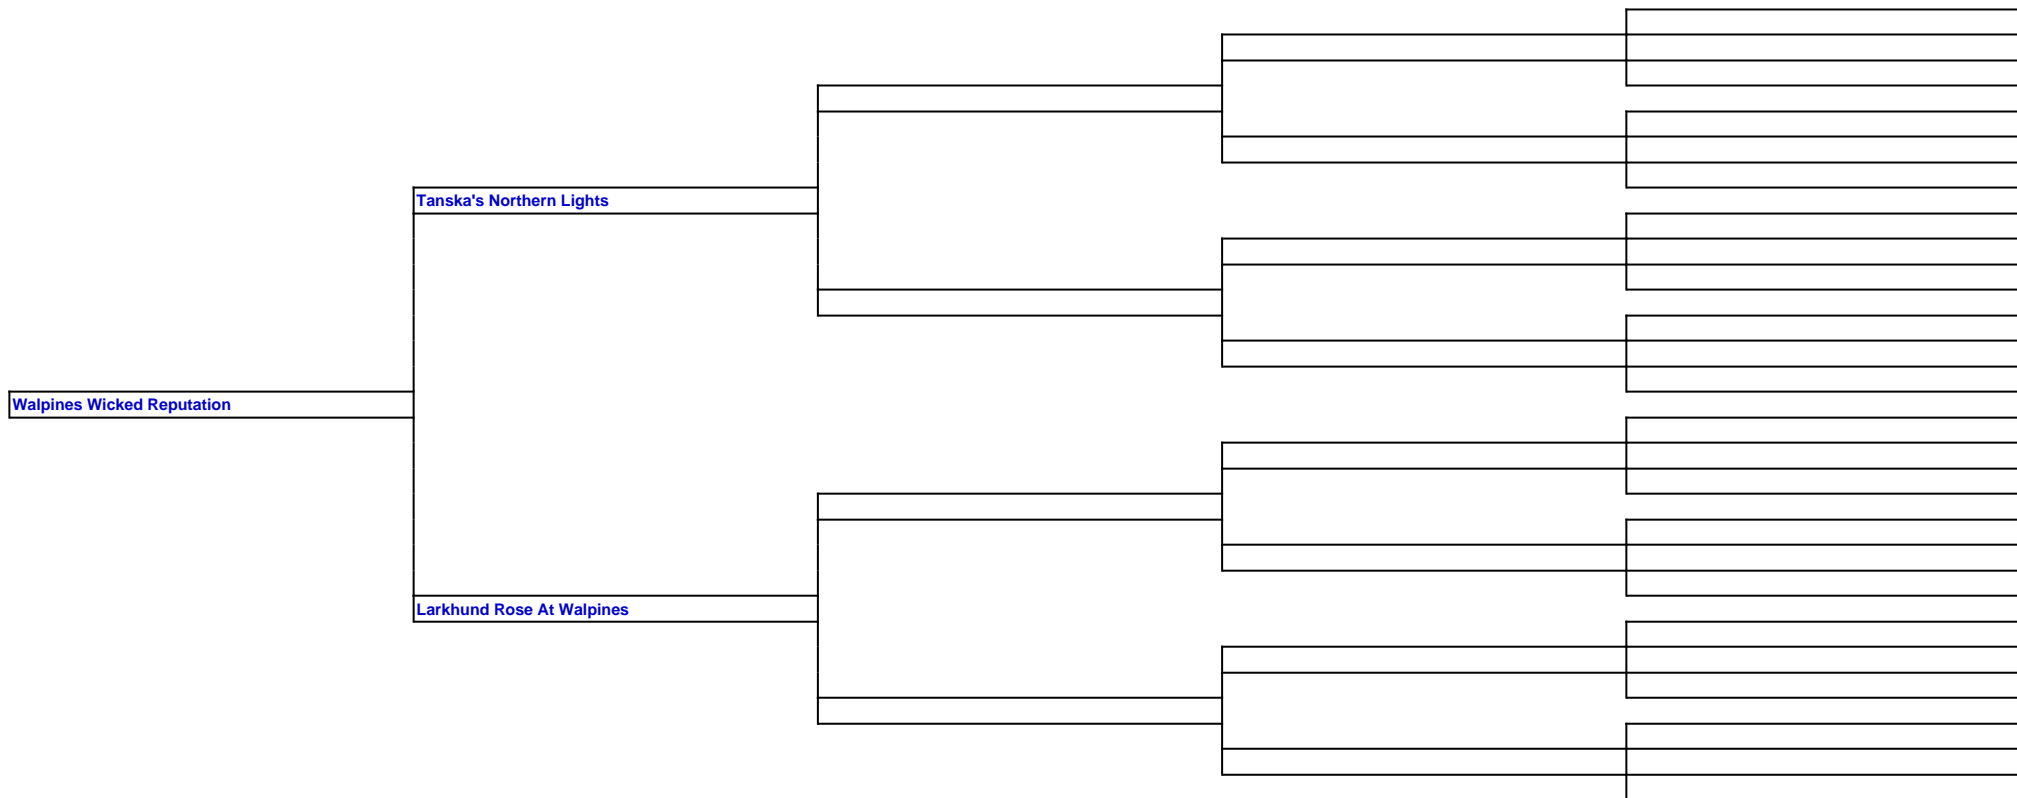 Tanska's Northern Lights
Walpines Wicked Reputation
Larkhund Rose At Walpines